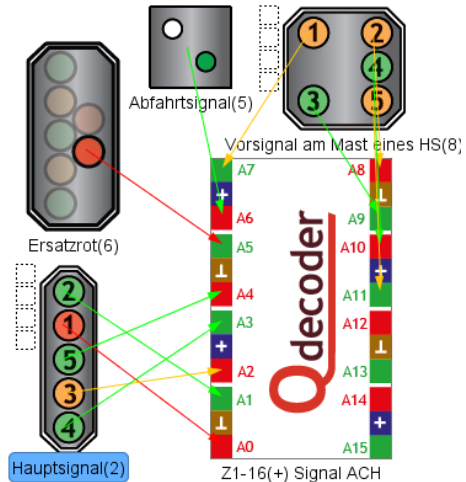 1 2
4
3 5
Abfahrtsignal(5)
Vorsignal am Mast eines HS(8)
Ersatzrot(6)
2
1
5
3
4
Hauptsignal(2)
A7 A8
+ ⊥
A6 A9
A5 A10
⊥ +
A4 A11
A3 A12
+ ⊥
A2 A13
A1 A14
⊥ +
A0 A15
Qdecoder
Z1-16(+) Signal ACH